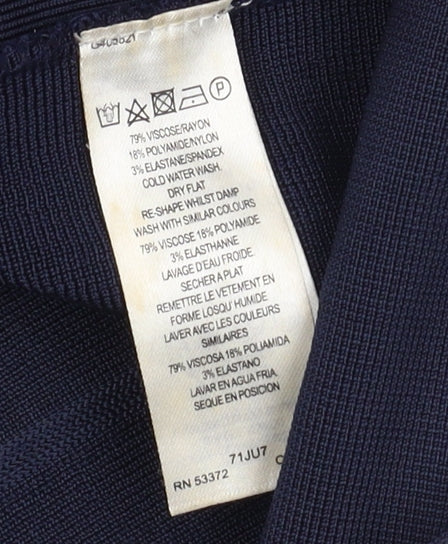 G405821
P
79% VISCOSE/RAYON
18% POLYAMIDE/NYLON
3% ELASTANE/SPANDEX
COLD WATER WASH.
DRY FLAT
RE-SHAPE WHILST DAMP
WASH WITH SIMILAR COLOURS
79% VISCOSE 18% POLYAMIDE
3% ELASTHANNE
LAVAGE D'EAU FROIDE
SECHER A PLAT
REMETTRE LE VETEMENT EN
FORME LOSQU' HUMIDE
LAVER AVEC LES COULEURS
SIMILAIRES
79% VISCOSA 18% POLIAMIDA
3% ELASTANO
LAVAR EN AGUA FRIA
SEQUE EN POSICION
71JU7
RN 53372